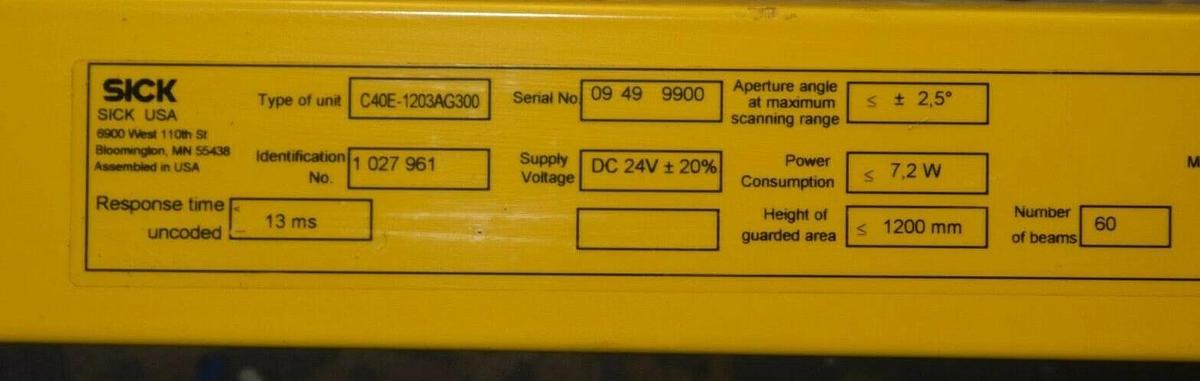 SICK
SICK USA
6900 West 110th St
Bloomington, MN 55438
Assembled in USA
Type of unit C40E-1203AG300
Identification No. 1 027 961
Response time uncoded ≤ 13 ms
Serial No. 09 49 9900
Supply Voltage DC 24V ± 20%
Aperture angle at maximum scanning range ≤ ± 2,5°
Power Consumption ≤ 7,2 W
Height of guarded area ≤ 1200 mm
Number of beams 60